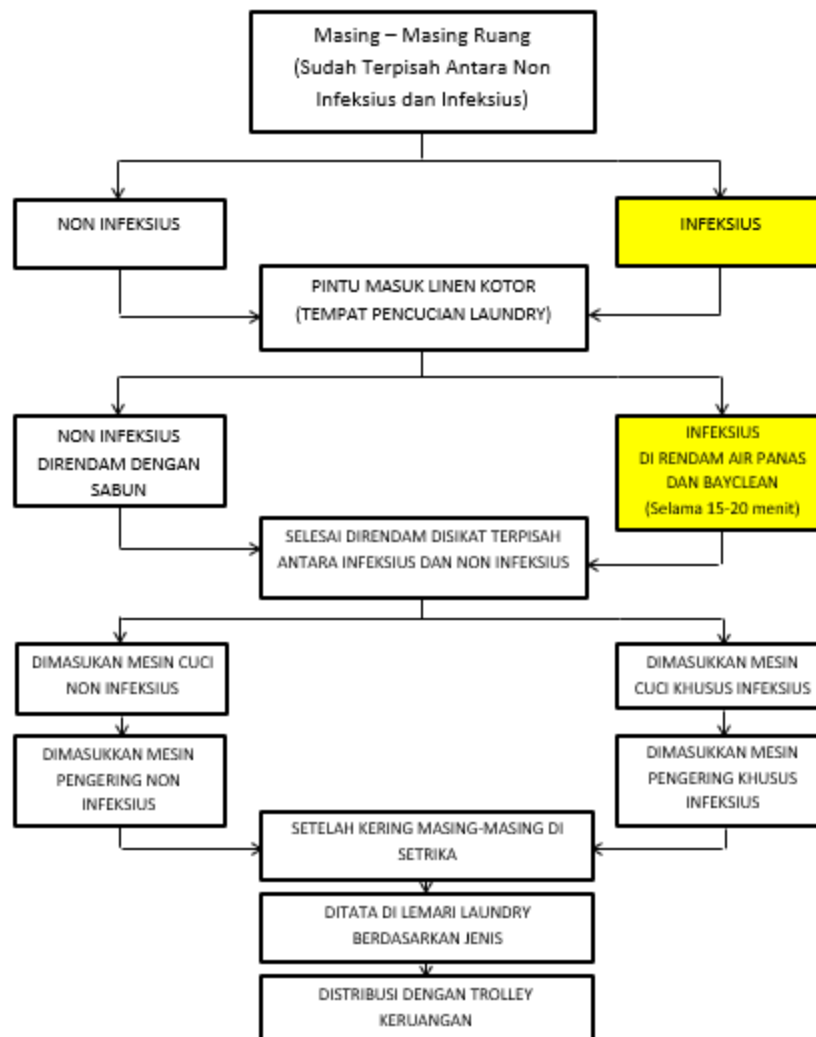 Masing – Masing Ruang
(Sudah Terpisah Antara Non
Infeksius dan Infeksius)
NON INFEKSIUS
INFEKSIUS
PINTU MASUK LINEN KOTOR
(TEMPAT PENCUCIAN LAUNDRY)
NON INFEKSIUS
DIRENDAM DENGAN
SABUN
INFEKSIUS
DI RENDAM AIR PANAS
DAN BAYCLEAN
(Selama 15-20 menit)
SELESAI DIRENDAM DISIKAT TERPISAH
ANTARA INFEKSIUS DAN NON INFEKSIUS
DIMASUKAN MESIN CUCI
NON INFEKSIUS
DIMASUKKAN MESIN
CUCI KHUSUS INFEKSIUS
DIMASUKKAN MESIN
PENGERING NON
INFEKSIUS
DIMASUKKAN MESIN
PENGERING KHUSUS
INFEKSIUS
SETELAH KERING MASING-MASING DI
SETRIKA
DITATA DI LEMARI LAUNDRY
BERDASARKAN JENIS
DISTRIBUSI DENGAN TROLLEY
KERUANGAN